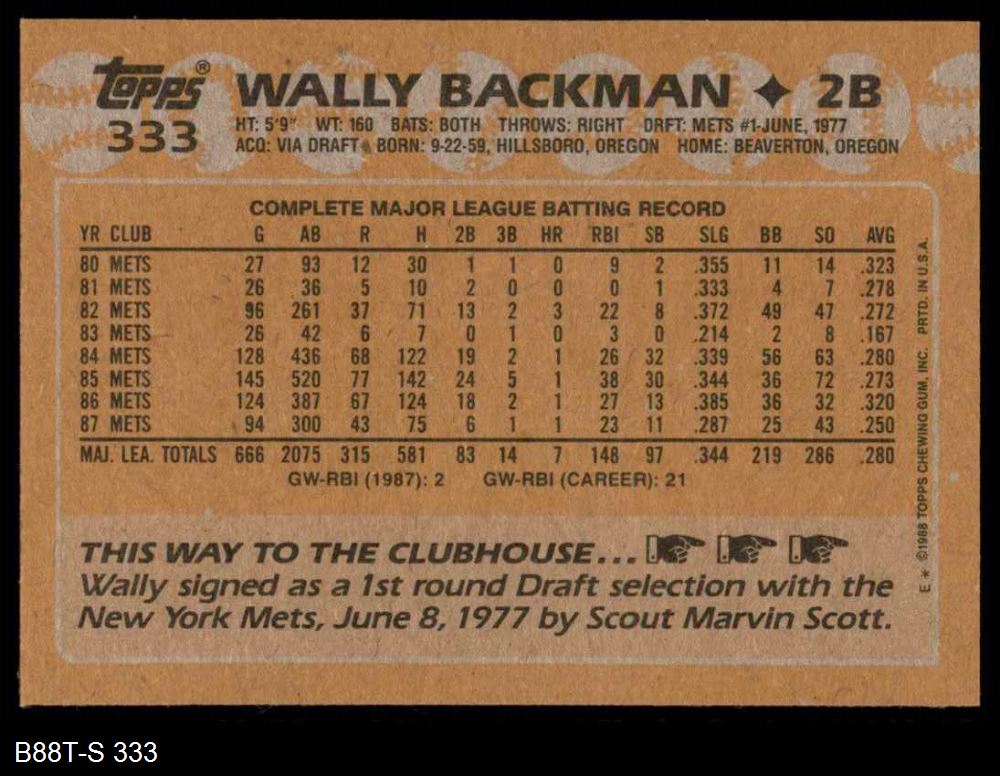 topps® WALLY BACKMAN ♦ 2B
333 HT: 5'9" WT: 160 BATS: BOTH THROWS: RIGHT DRFT: METS #1-JUNE, 1977
ACQ: VIA DRAFT BORN: 9-22-59, HILLSBORO, OREGON HOME: BEAVERTON, OREGON
COMPLETE MAJOR LEAGUE BATTING RECORD
YR CLUB G AB R H 2B 3B HR RBI SB SLG BB SO AVG
80 METS 27 93 12 30 1 1 0 9 2 .355 11 14 .323
81 METS 26 36 5 10 2 0 0 0 1 .333 4 7 .278
82 METS 96 261 37 71 13 2 3 22 8 .372 49 47 .272
83 METS 26 42 6 7 0 1 0 3 0 .214 2 8 .167
84 METS 128 436 68 122 19 2 1 26 32 .339 56 63 .280
85 METS 145 520 77 142 24 5 1 38 30 .344 36 72 .273
86 METS 124 387 67 124 18 2 1 27 13 .385 36 32 .320
87 METS 94 300 43 75 6 1 1 23 11 .287 25 43 .250
MAJ. LEA. TOTALS 666 2075 315 581 83 14 7 148 97 .344 219 286 .280
GW-RBI (1987): 2 GW-RBI (CAREER): 21
THIS WAY TO THE CLUBHOUSE...
Wally signed as a 1st round Draft selection with the
New York Mets, June 8, 1977 by Scout Marvin Scott.
E * ©1988 TOPPS CHEWING GUM, INC. PRTD. IN U.S.A.
B88T-S 333